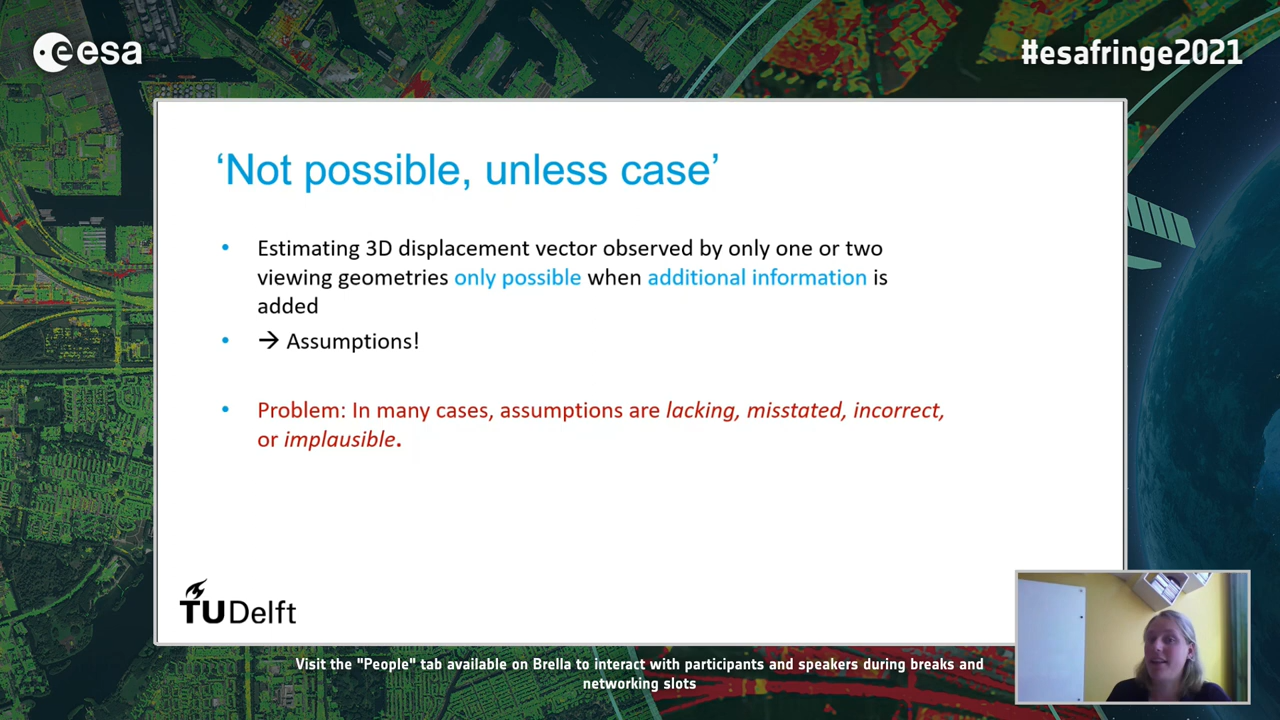 esa
#esafringe2021
‘Not possible, unless case’
• Estimating 3D displacement vector observed by only one or two
viewing geometries only possible when additional information is
added
• → Assumptions!
• Problem: In many cases, assumptions are lacking, misstated, incorrect,
or implausible.
TUDelft
Visit the "People" tab available on Brella to interact with participants and speakers during breaks and
networking slots